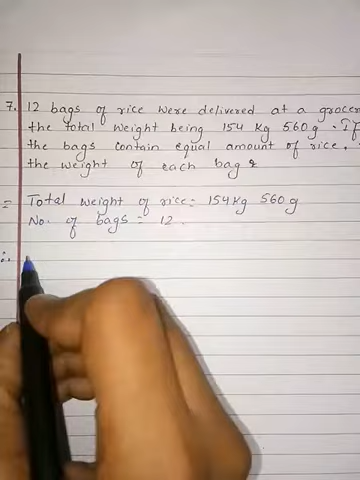 7. 12 bags of rice were delivered at a grocer
the total weight being 154 kg 560 g. If
the bags contain equal amount of rice.
the weight of each bag
= Total weight of rice = 154 kg 560 g
No. of bags = 12.
∴